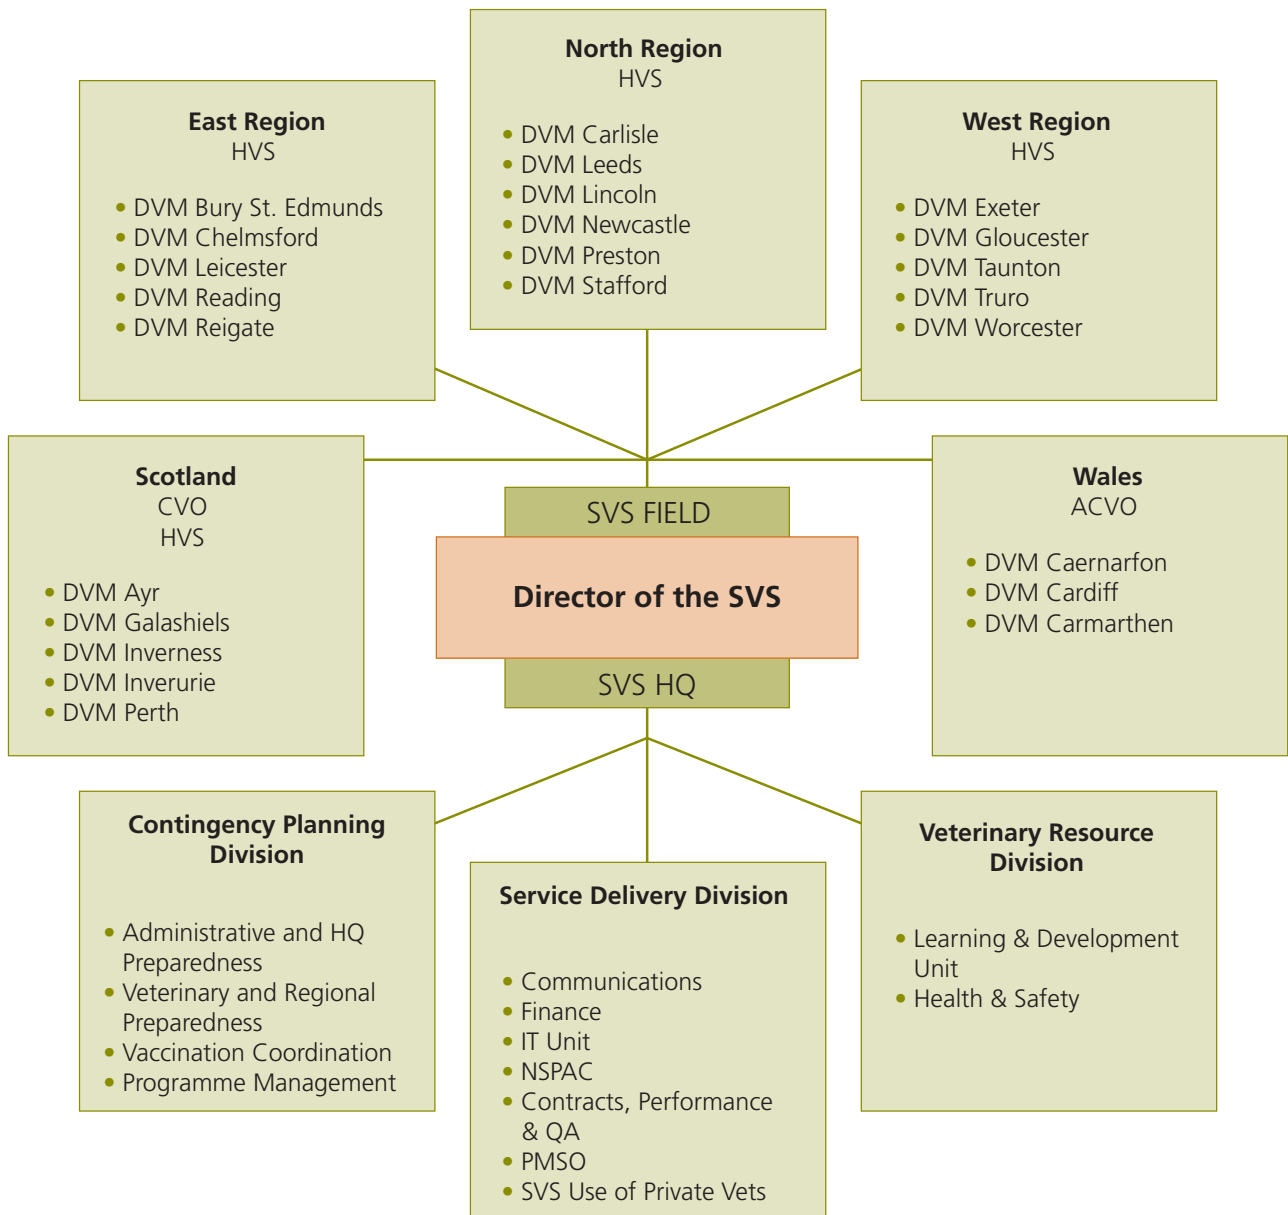 North Region
HVS
• DVM Carlisle
• DVM Leeds
• DVM Lincoln
• DVM Newcastle
• DVM Preston
• DVM Stafford
East Region
HVS
• DVM Bury St. Edmunds
• DVM Chelmsford
• DVM Leicester
• DVM Reading
• DVM Reigate
West Region
HVS
• DVM Exeter
• DVM Gloucester
• DVM Taunton
• DVM Truro
• DVM Worcester
Scotland
CVO
HVS
• DVM Ayr
• DVM Galashiels
• DVM Inverness
• DVM Inverurie
• DVM Perth
SVS FIELD
Director of the SVS
SVS HQ
Wales
ACVO
• DVM Caernarfon
• DVM Cardiff
• DVM Carmarthen
Contingency Planning
Division
• Administrative and HQ
Preparedness
• Veterinary and Regional
Preparedness
• Vaccination Coordination
• Programme Management
Service Delivery Division
• Communications
• Finance
• IT Unit
• NSPAC
• Contracts, Performance
& QA
• PMSO
• SVS Use of Private Vets
Veterinary Resource
Division
• Learning & Development
Unit
• Health & Safety